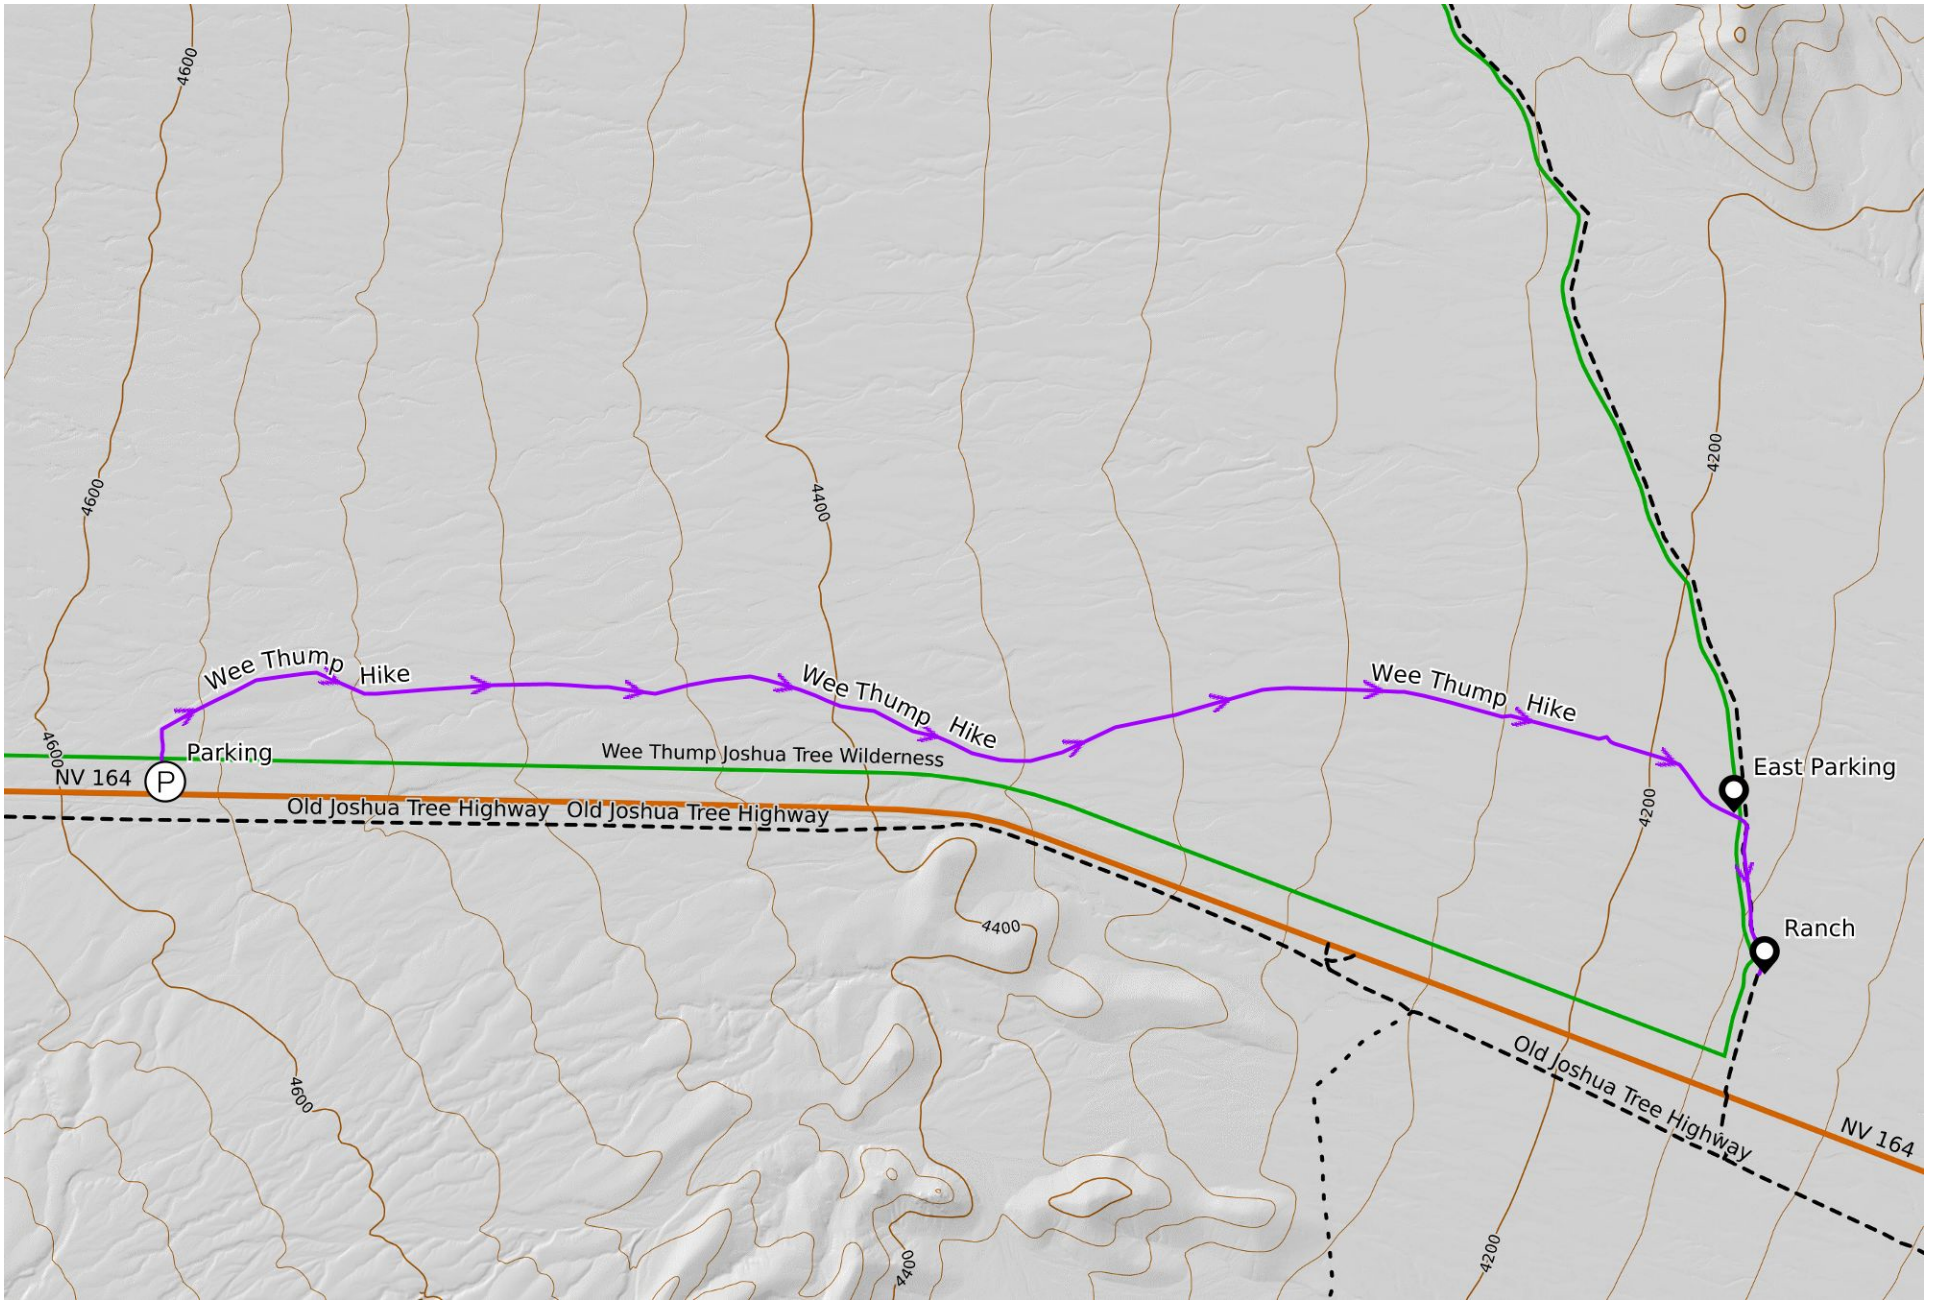 4600
4200
4600
4400
Wee Thump Hike
Wee Thump Hike
Wee Thump Hike
4600
Parking
Wee Thump Joshua Tree Wilderness
East Parking
NV 164
P
4200
Old Joshua Tree Highway
Old Joshua Tree Highway
4400
Ranch
Old Joshua Tree Highway
4600
NV 164
4200
4400